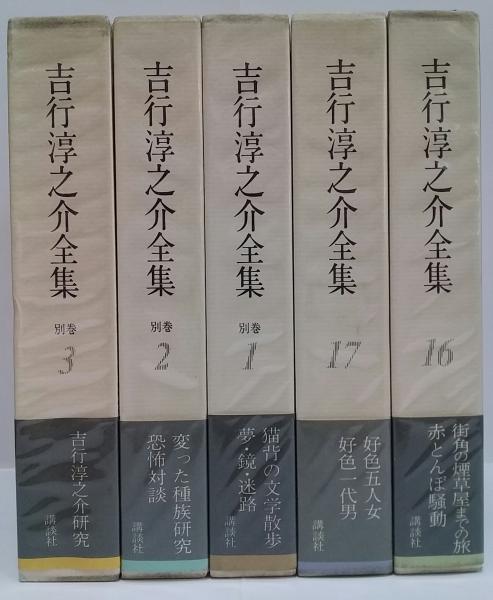 吉行淳之介全集
16
街角の煙草屋までの旅
赤とんぼ騒動
講談社
吉行淳之介全集
17
好色五人女
好色一代男
講談社
吉行淳之介全集
別巻
1
猫背の文学散歩
夢・鏡・迷路
講談社
吉行淳之介全集
別巻
2
変った種族研究
恐怖対談
講談社
吉行淳之介全集
別巻
3
吉行淳之介研究
講談社